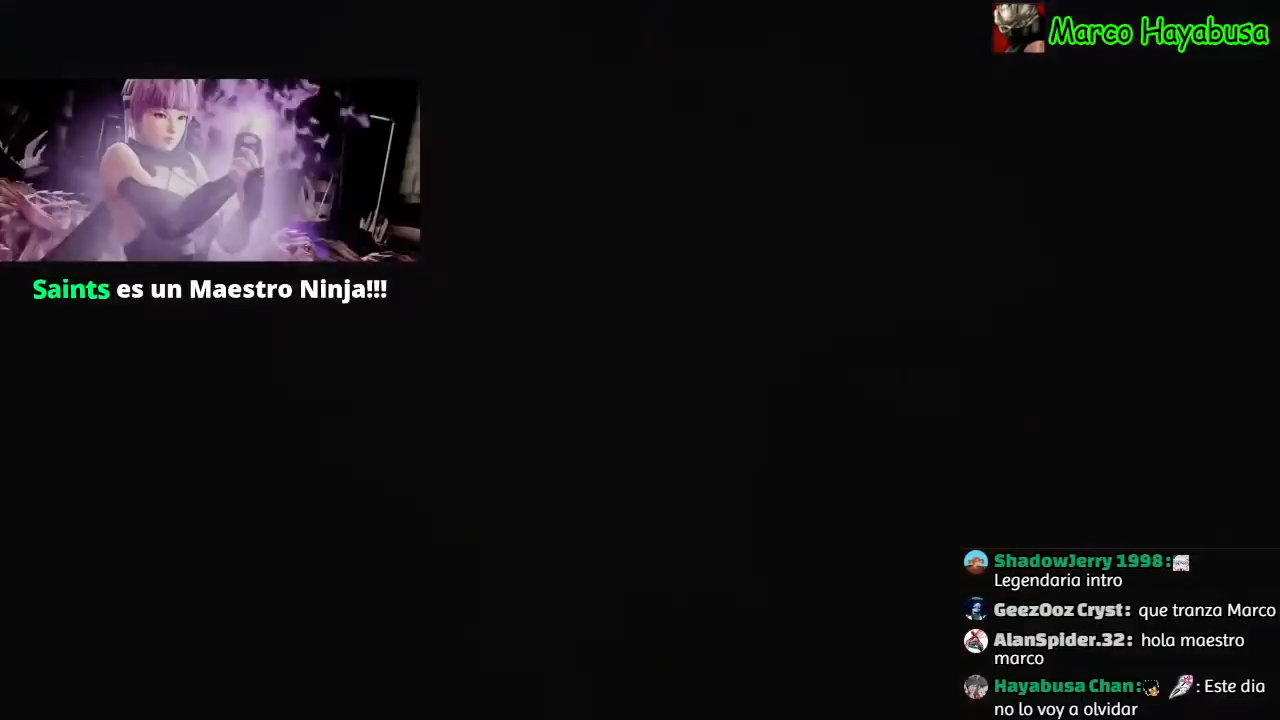 Marco Hayabusa
Saints es un Maestro Ninja!!!
ShadowJerry 1998:
Legendaria intro
GeezOoz Cryst: que tranza Marco
AlanSpider.32: hola maestro
marco
Hayabusa Chan: : Este dia
no lo voy a olvidar